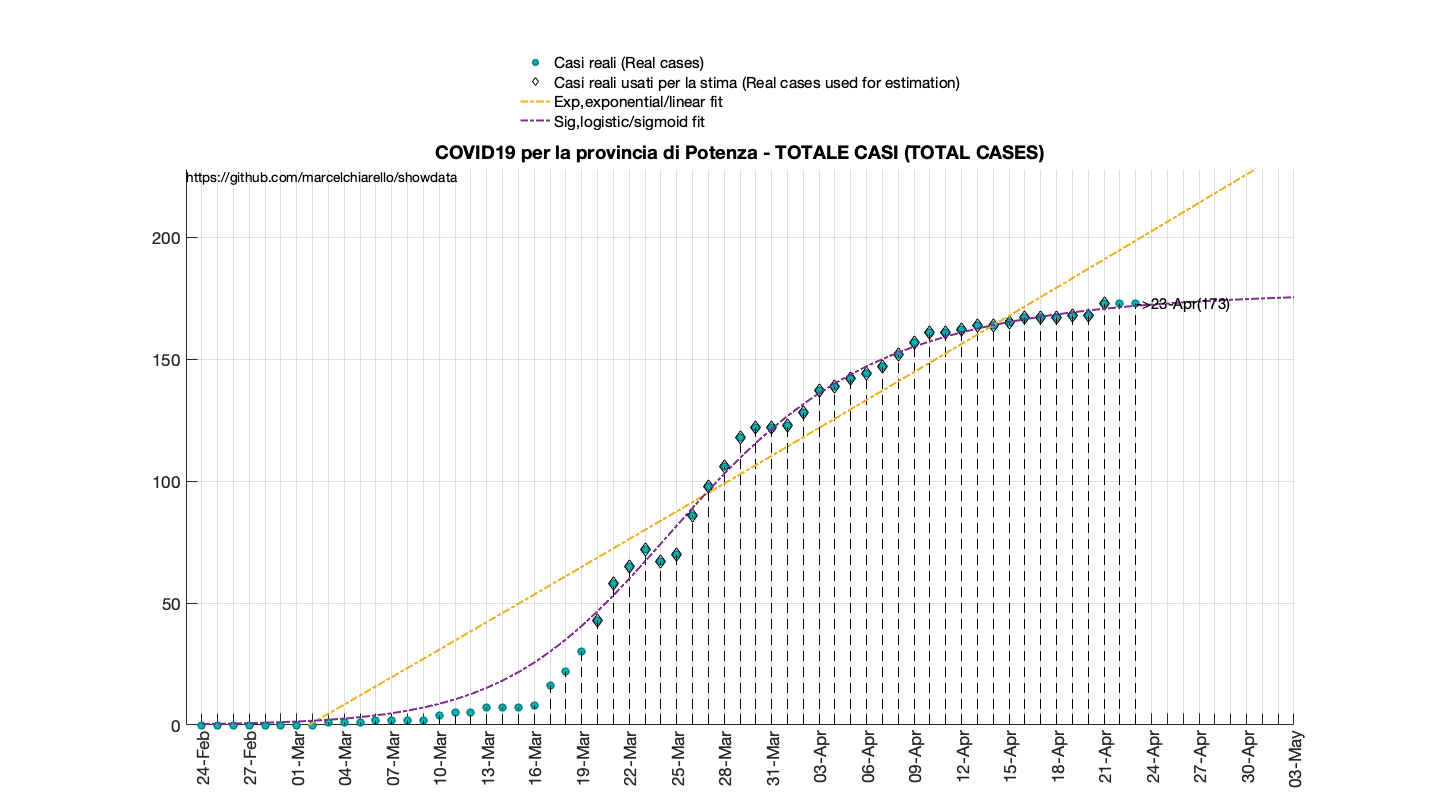 Casi reali (Real cases)
Casi reali usati per la stima (Real cases used for estimation)
Exp,exponential/linear fit
Sig,logistic/sigmoid fit
COVID19 per la provincia di Potenza - TOTALE CASI (TOTAL CASES)
https://github.com/marcelchiarello/showdata
200
150
100
50
0
>23-Apr(173)
24-Feb
27-Feb
01-Mar
04-Mar
07-Mar
10-Mar
13-Mar
16-Mar
19-Mar
22-Mar
25-Mar
28-Mar
31-Mar
03-Apr
06-Apr
09-Apr
12-Apr
15-Apr
18-Apr
21-Apr
24-Apr
27-Apr
30-Apr
03-May